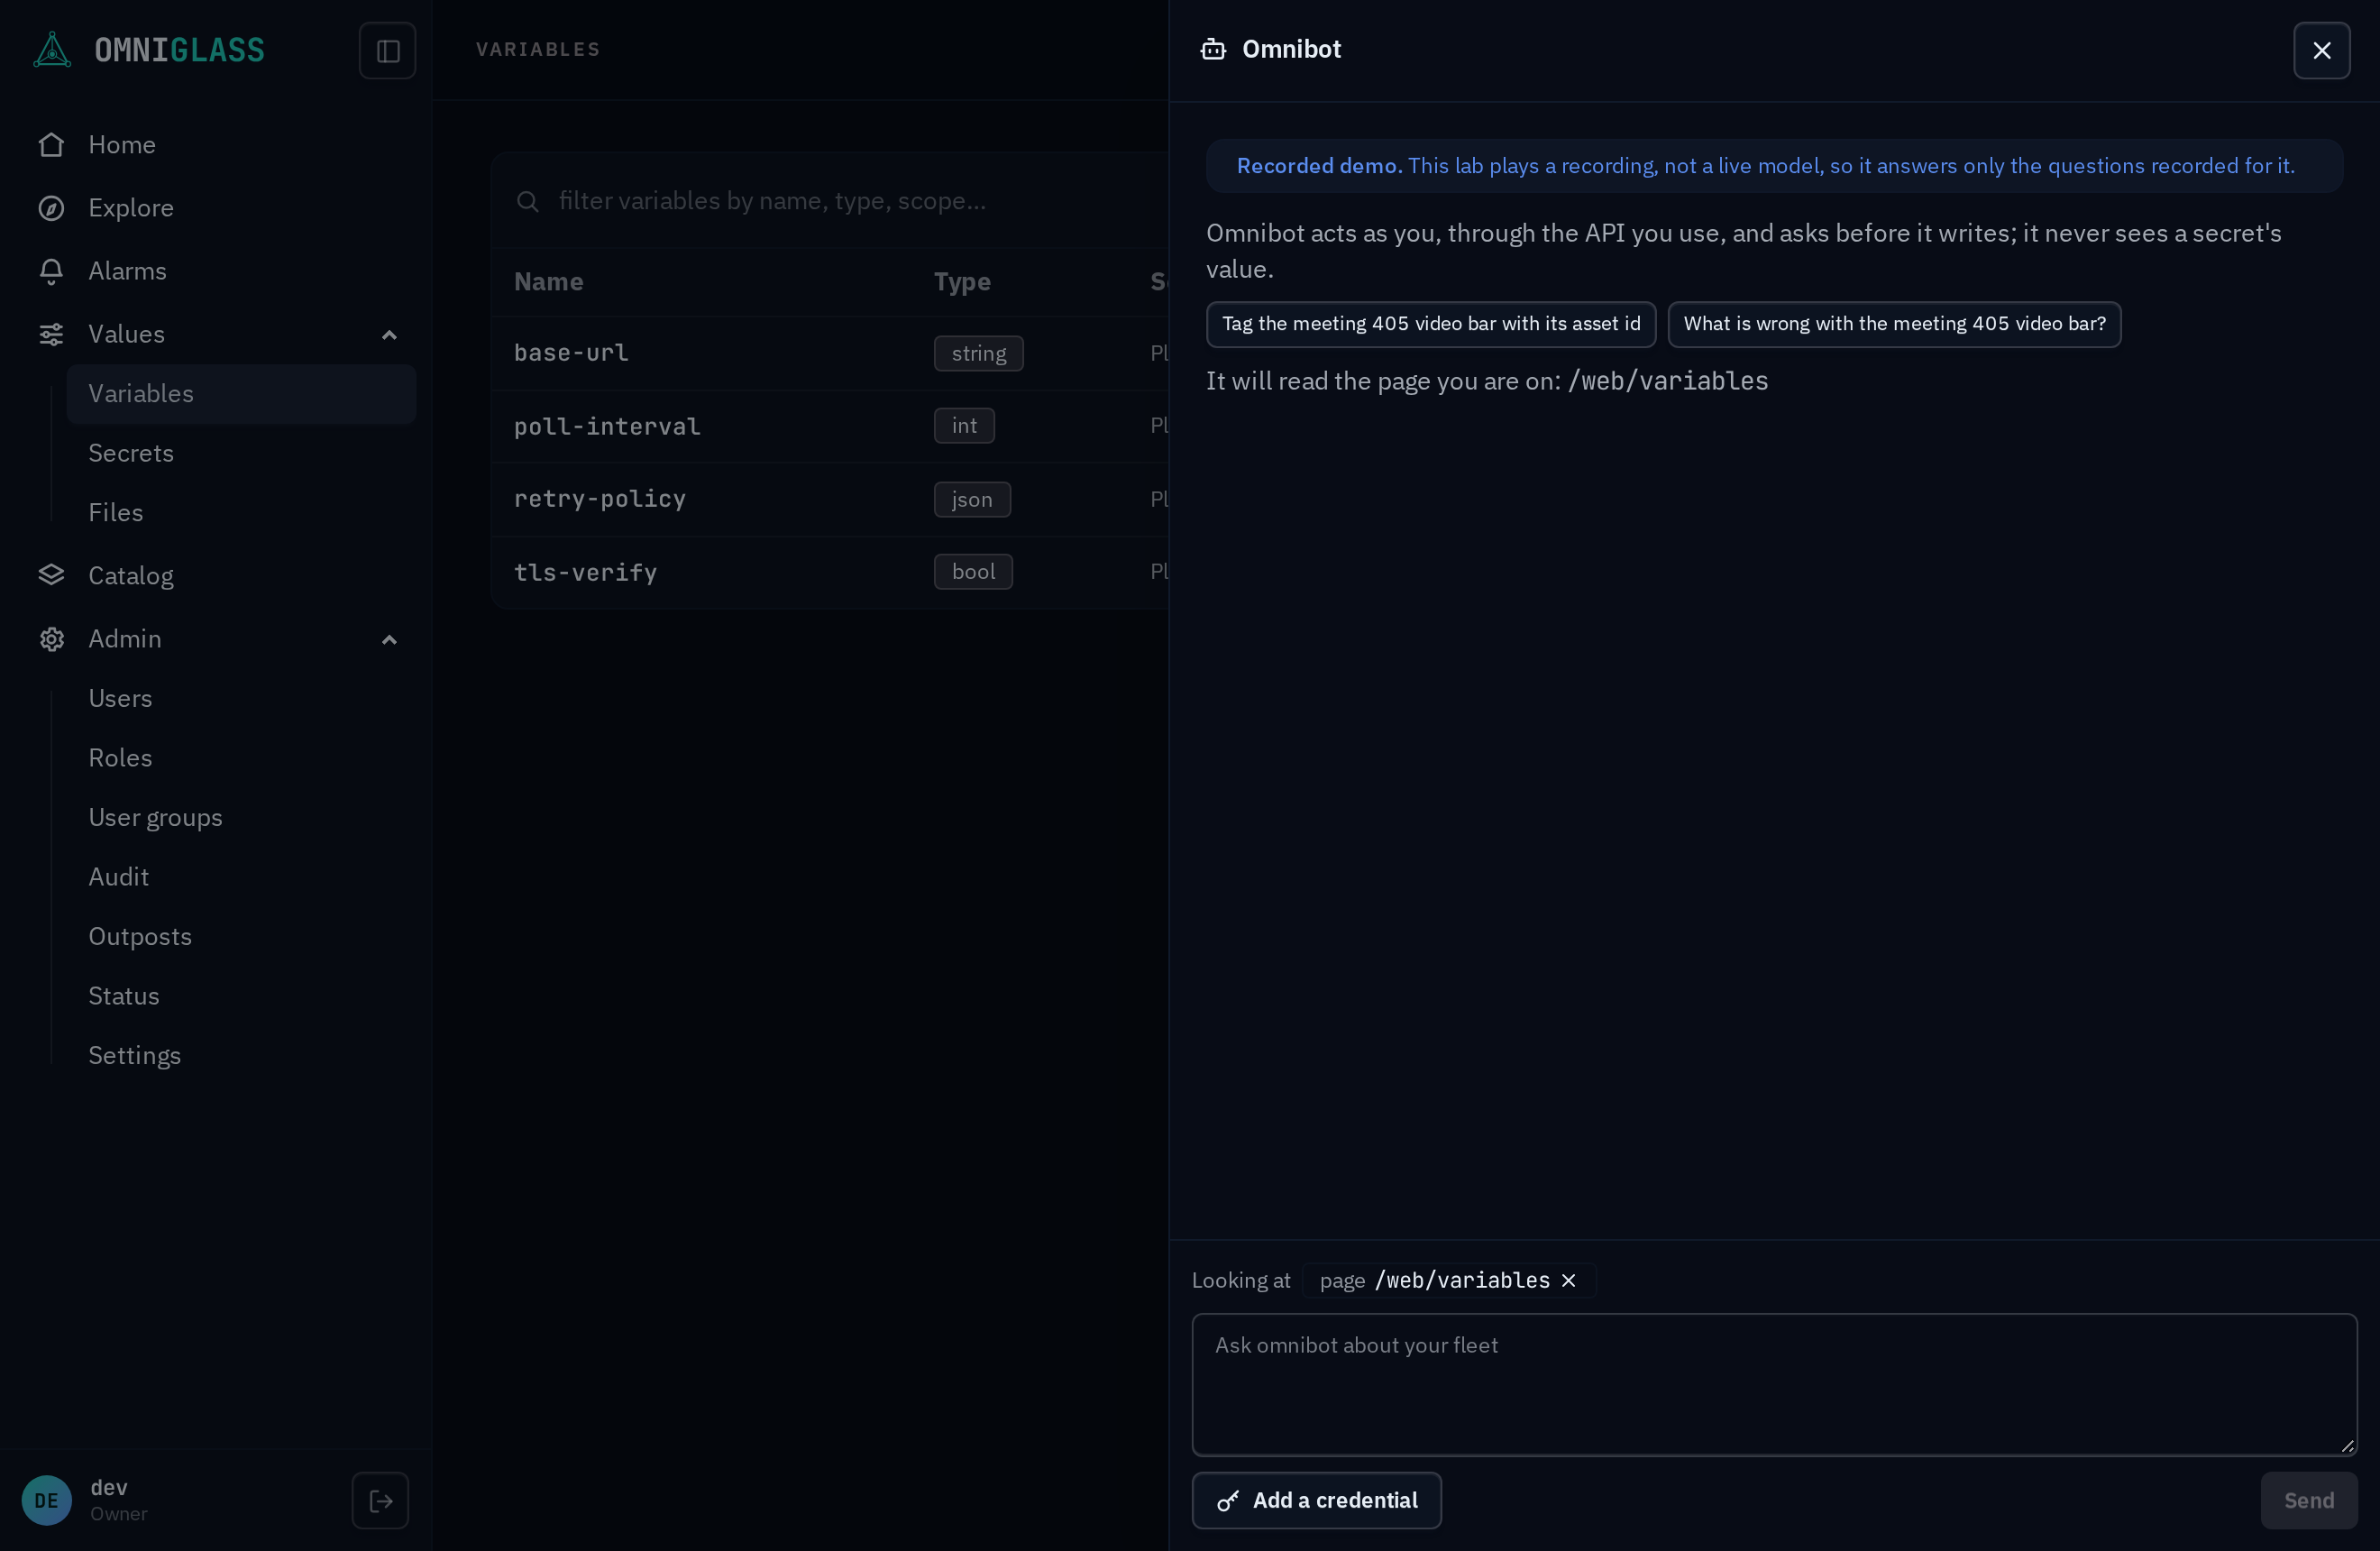 OMNIGLASS
Home
Explore
Alarms
Values
Variables
Secrets
Files
Catalog
Admin
Users
Roles
User groups
Audit
Outposts
Status
Settings
DE
dev
Owner
VARIABLES
filter variables by name, type, scope...
Name Type
base-url string
poll-interval int
retry-policy json
tls-verify bool
Omnibot
Recorded demo. This lab plays a recording, not a live model, so it answers only the questions recorded for it.
Omnibot acts as you, through the API you use, and asks before it writes; it never sees a secret's
value.
Tag the meeting 405 video bar with its asset id
What is wrong with the meeting 405 video bar?
It will read the page you are on: /web/variables
Looking at page /web/variables
Ask omnibot about your fleet
Add a credential
Send